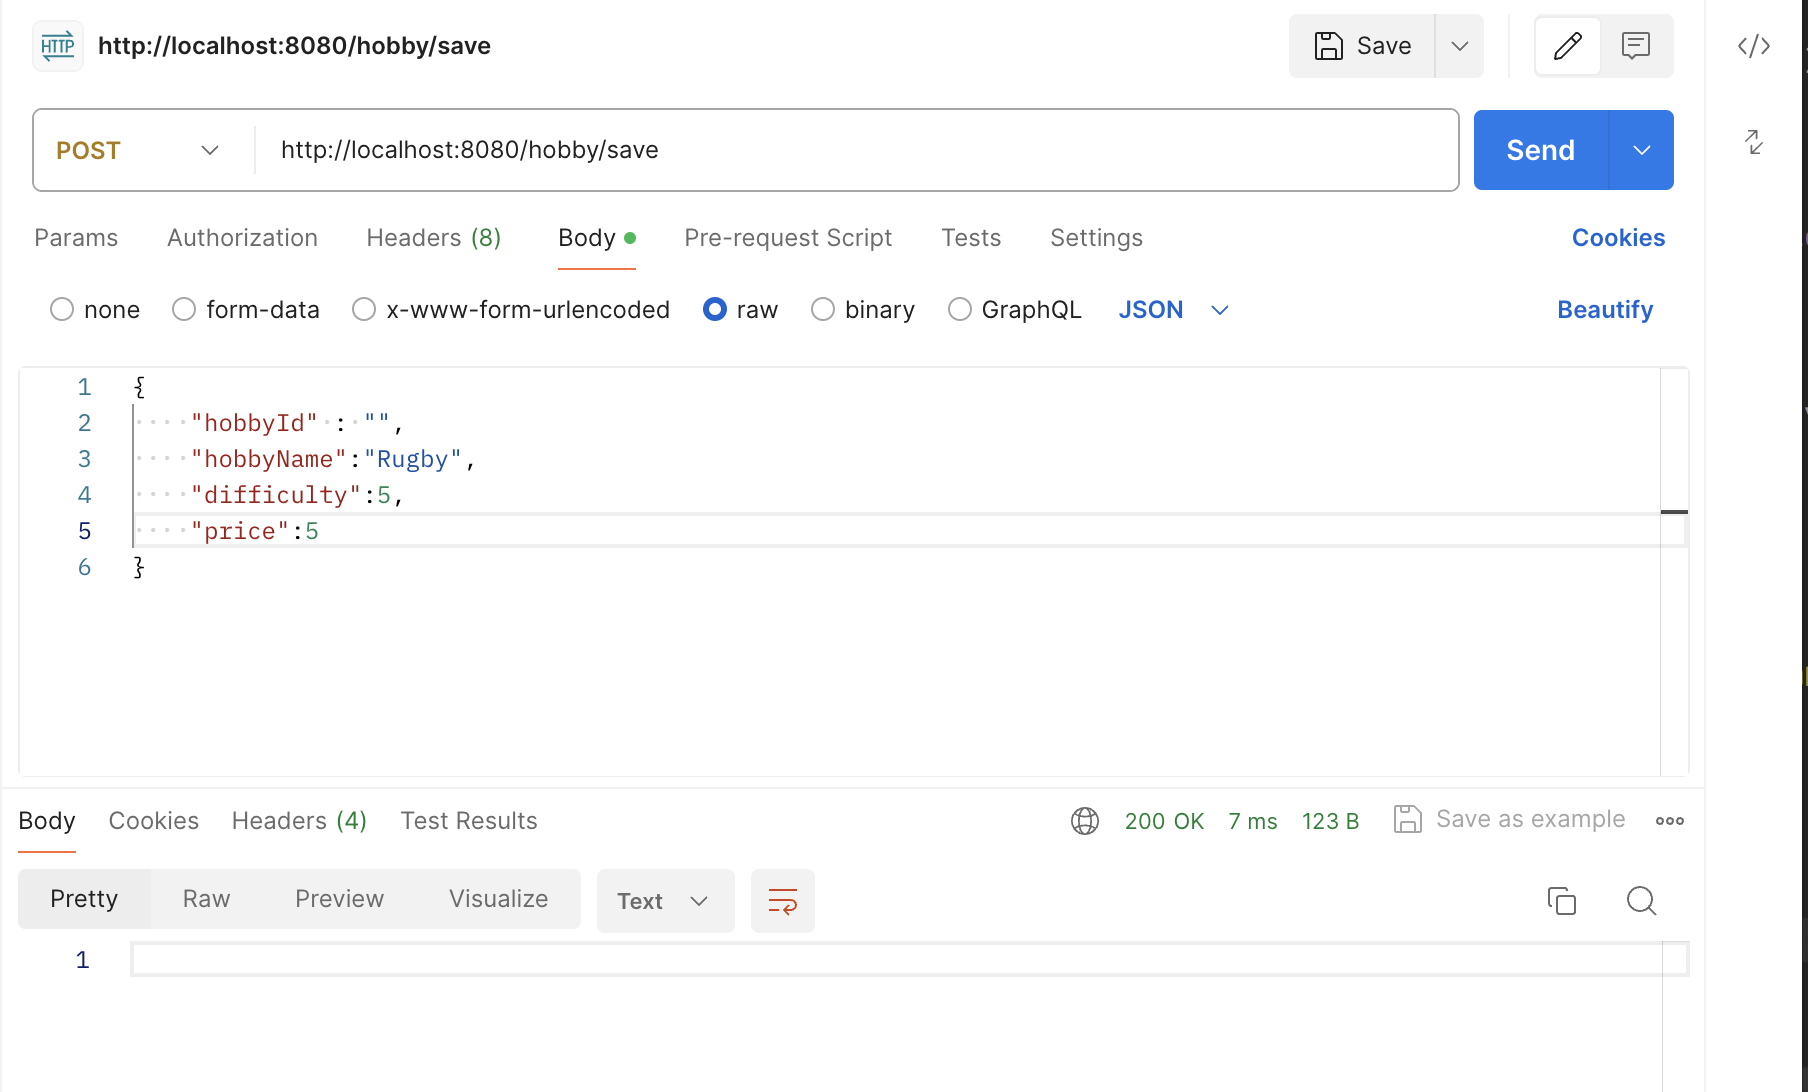 HTTP http://localhost:8080/hobby/save Save
POST http://localhost:8080/hobby/save Send
Params Authorization Headers (8) Body Pre-request Script Tests Settings Cookies
none form-data x-www-form-urlencoded raw binary GraphQL JSON Beautify
1 {
2 "hobbyId" : "",
3 "hobbyName":"Rugby",
4 "difficulty":5,
5 "price":5
6 }
Body Cookies Headers (4) Test Results 200 OK 7 ms 123 B Save as example
Pretty Raw Preview Visualize Text
1